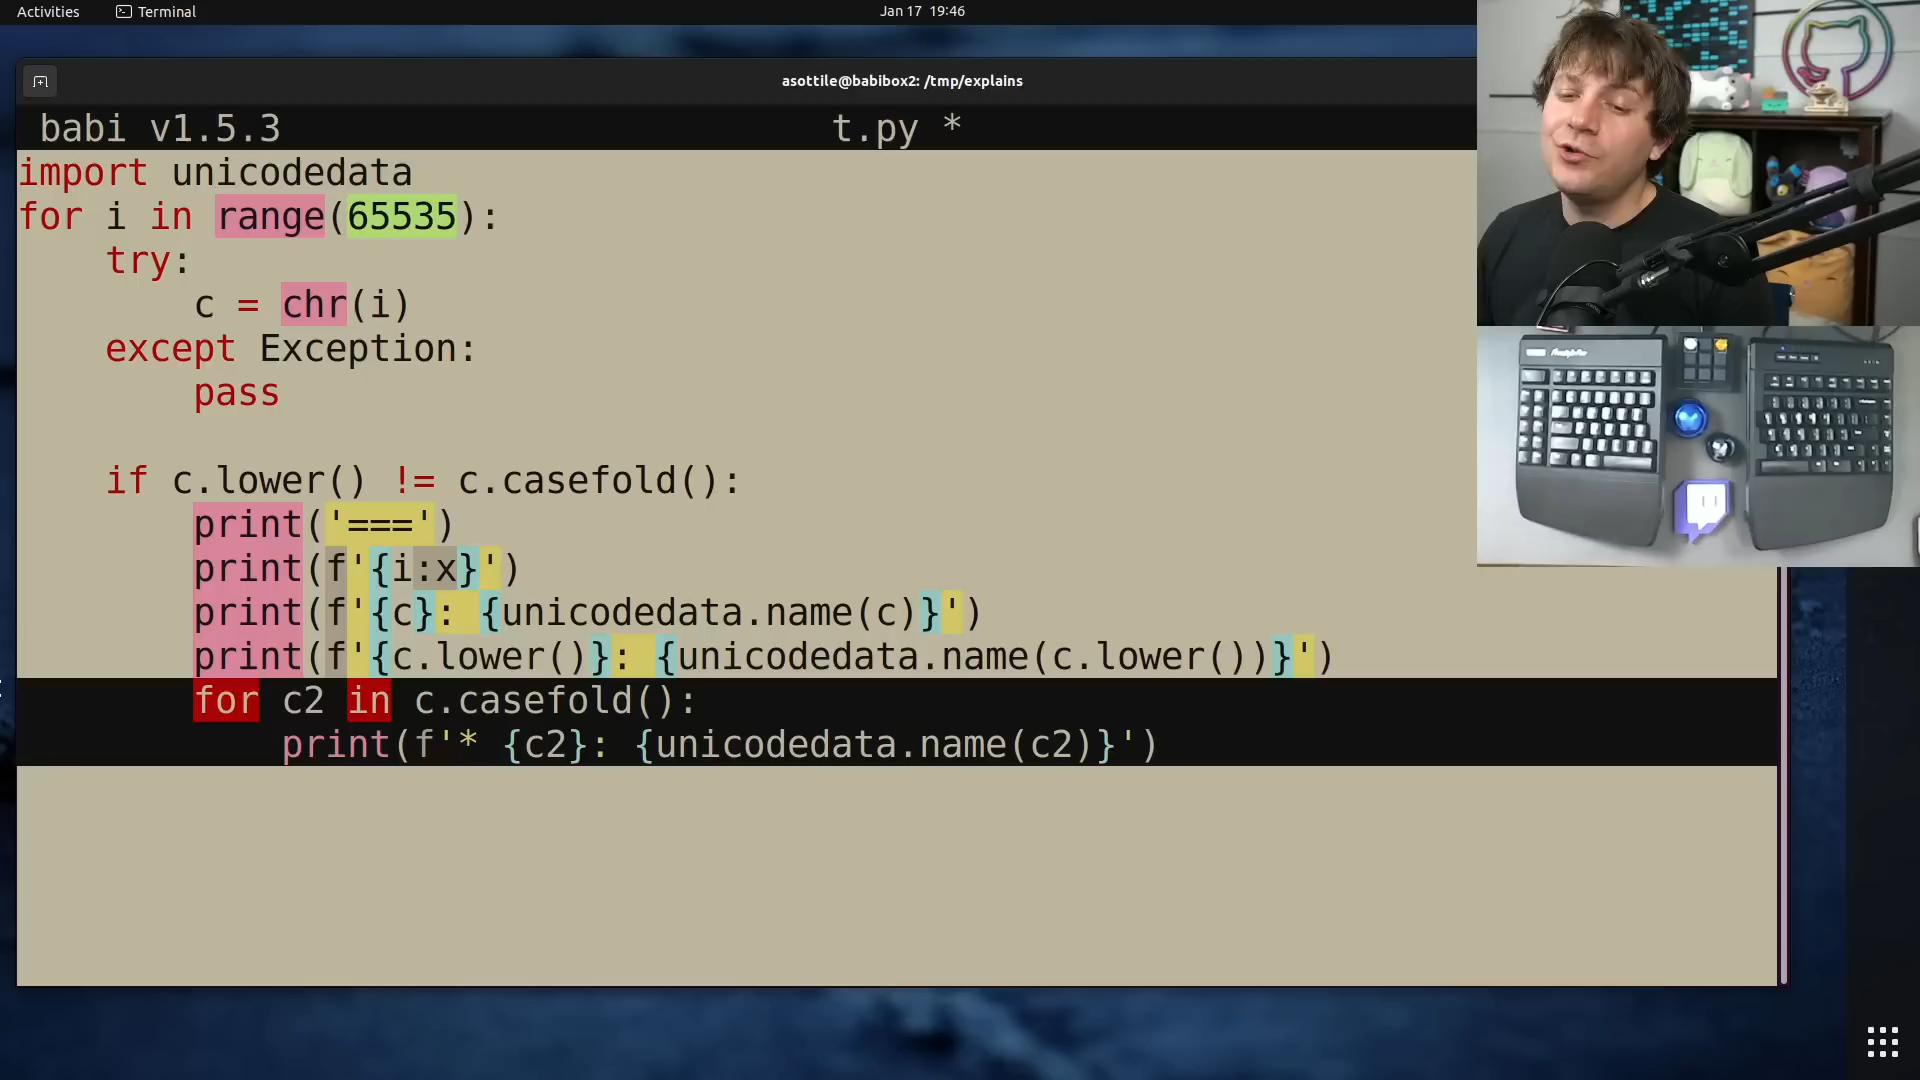 Activities
Terminal
Jan 17 19:46
asottile@babibox2: /tmp/explains
babi v1.5.3
t.py *
import unicodedata
for i in range(65535):
    try:
        c = chr(i)
    except Exception:
        pass

    if c.lower() != c.casefold():
        print('===')
        print(f'{i:x}')
        print(f'{c}: {unicodedata.name(c)}')
        print(f'{c.lower()}: {unicodedata.name(c.lower())}')
        for c2 in c.casefold():
            print(f'* {c2}: {unicodedata.name(c2)}')